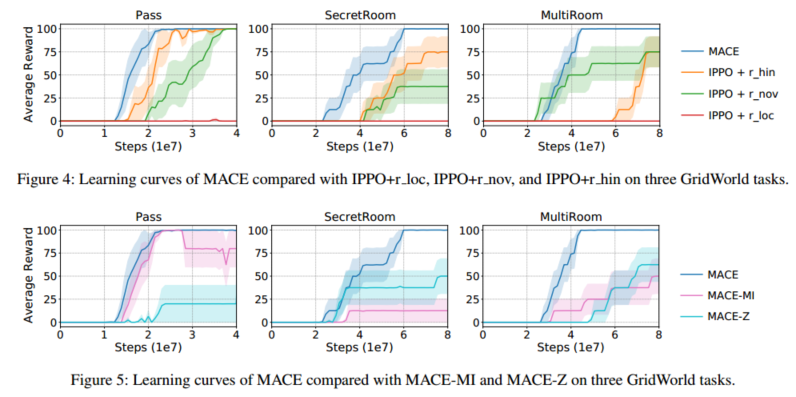 Pass
SecretRoom
MultiRoom
Average Reward
100
75
50
25
0
0 1 2 3 4
0 2 4 6 8
0 2 4 6 8
Steps (1e7)
Steps (1e7)
Steps (1e7)
MACE
IPPO + r_hin
IPPO + r_nov
IPPO + r_loc
Figure 4: Learning curves of MACE compared with IPPO+r_loc, IPPO+r_nov, and IPPO+r_hin on three GridWorld tasks.
Pass
SecretRoom
MultiRoom
Average Reward
100
75
50
25
0
0 1 2 3 4
0 2 4 6 8
0 2 4 6 8
Steps (1e7)
Steps (1e7)
Steps (1e7)
MACE
MACE-MI
MACE-Z
Figure 5: Learning curves of MACE compared with MACE-MI and MACE-Z on three GridWorld tasks.